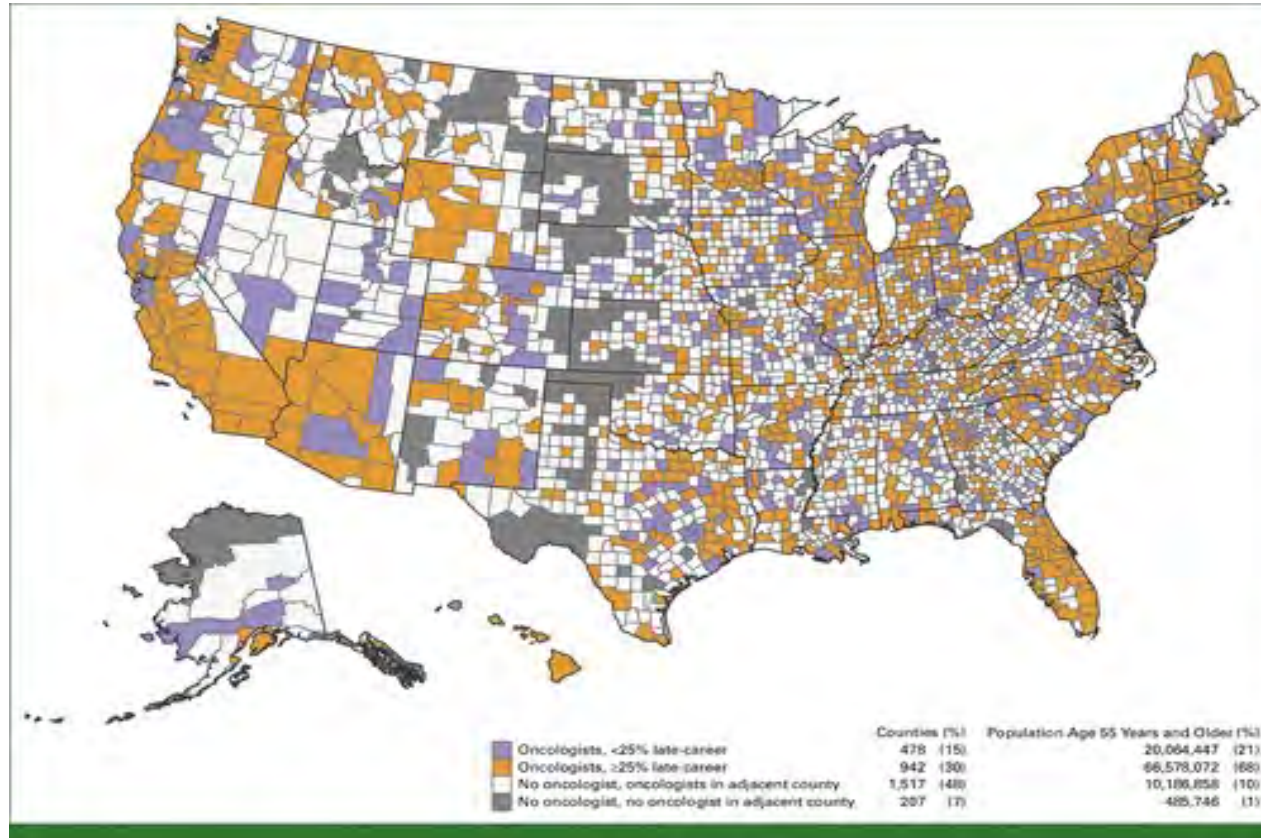 Counties (%) Population Age 55 Years and Older (%)
Oncologists, <25% late-career 478 (15) 20,064,447 (21)
Oncologists, ≥25% late-career 942 (30) 66,578,072 (68)
No oncologist, oncologists in adjacent county 1,517 (48) 10,186,858 (10)
No oncologist, no oncologist in adjacent county 207 (7) 485,746 (1)